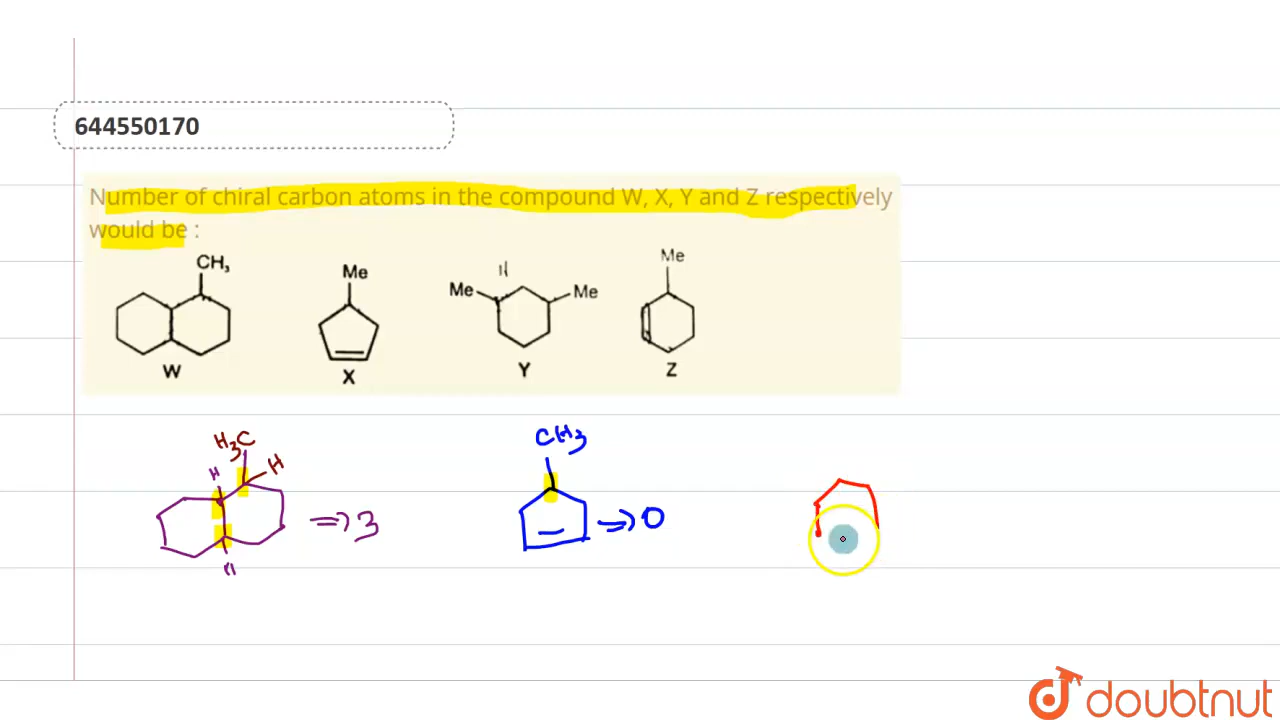 644550170
Number of chiral carbon atoms in the compound W, X, Y and Z respectively
would be :
CH₃
Me
Me
Me
Me
W
X
Y
Z
H₃C
H
H
H
⇒ 3
CH₃
→ 0
doubtnut